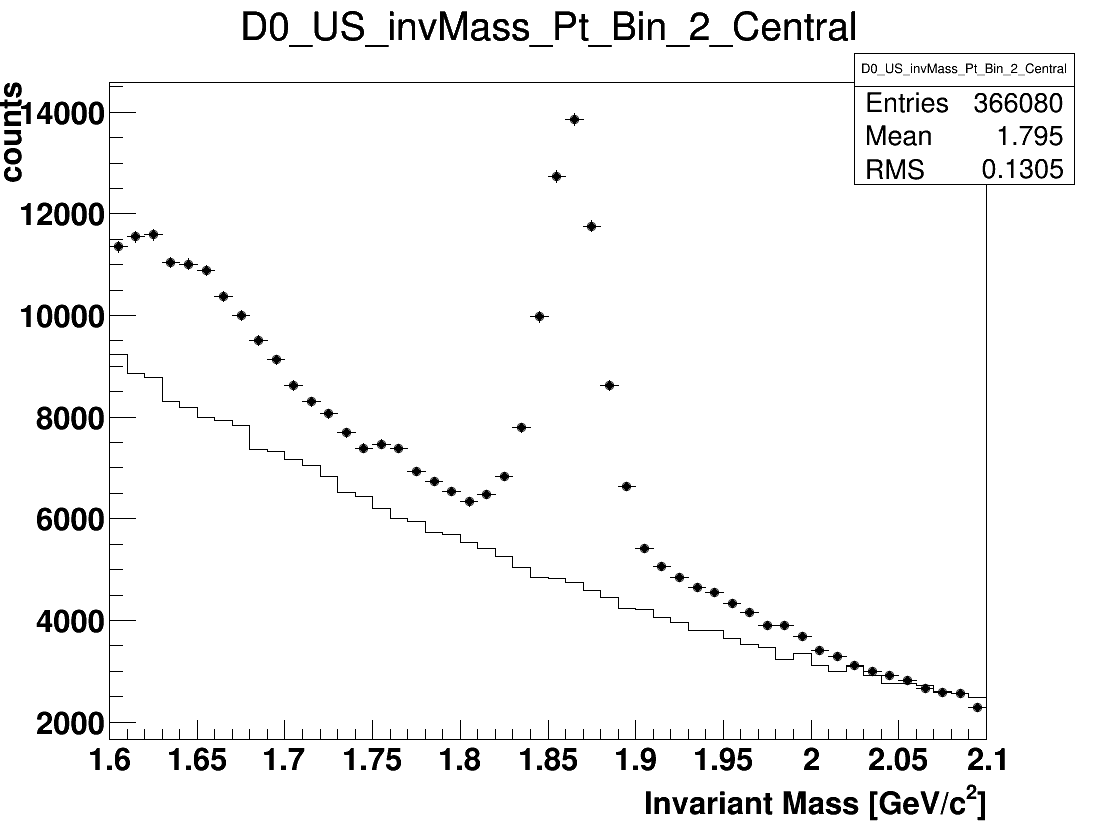 D0_US_invMass_Pt_Bin_2_Central
D0_US_invMass_Pt_Bin_2_Central
Entries 366080
Mean 1.795
RMS 0.1305
counts
14000
12000
10000
8000
6000
4000
2000
1.6 1.65 1.7 1.75 1.8 1.85 1.9 1.95 2 2.05 2.1
Invariant Mass [GeV/c²]